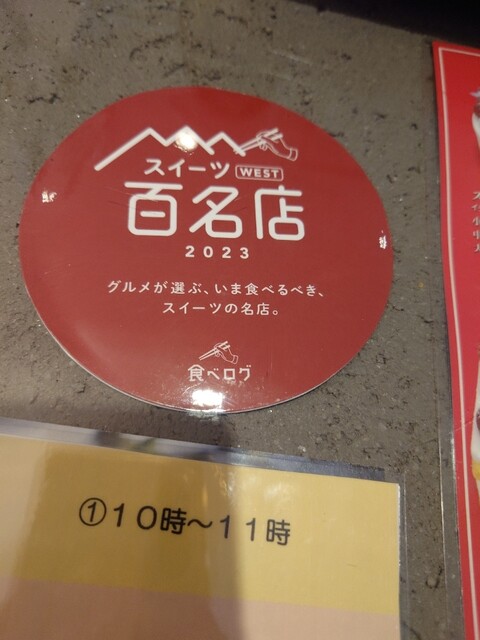 スイーツ WEST
百名店
2023
グルメが選ぶ、いま食べるべき、
スイーツの名店。
食べログ
①10時~11時